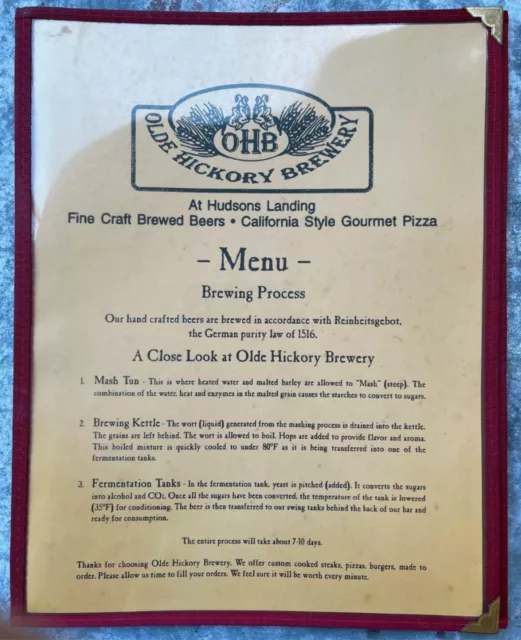 OHB
OLDE HICKORY BREWERY
At Hudsons Landing
Fine Craft Brewed Beers • California Style Gourmet Pizza
- Menu -
Brewing Process
Our hand crafted beers are brewed in accordance with Reinheitsgebot,
the German purity law of 1516.
A Close Look at Olde Hickory Brewery
1. Mash Tun - This is where heated water and malted barley are allowed to "Mash" (steep). The
combination of the water, heat and enzymes in the malted grain causes the starches to convert to sugars.
2. Brewing Kettle - The wort (liquid) generated from the mashing process is drained into the kettle.
The grains are left behind. The wort is allowed to boil. Hops are added to provide flavor and aroma.
This boiled mixture is quickly cooled to under 80°F as it is being transferred into one of the
fermentation tanks.
3. Fermentation Tanks - In the fermentation tank, yeast is pitched (added). It converts the sugars
into alcohol and CO2. Once all the sugars have been converted, the temperature of the tank is lowered
(35°F) for conditioning. The beer is then transferred to our swing tanks behind the back of our bar and
ready for consumption.
The entire process will take about 7-10 days.
Thanks for choosing Olde Hickory Brewery. We offer custom cooked steaks, pizzas, burgers, made to
order. Please allow us time to fill your orders. We feel sure it will be worth every minute.